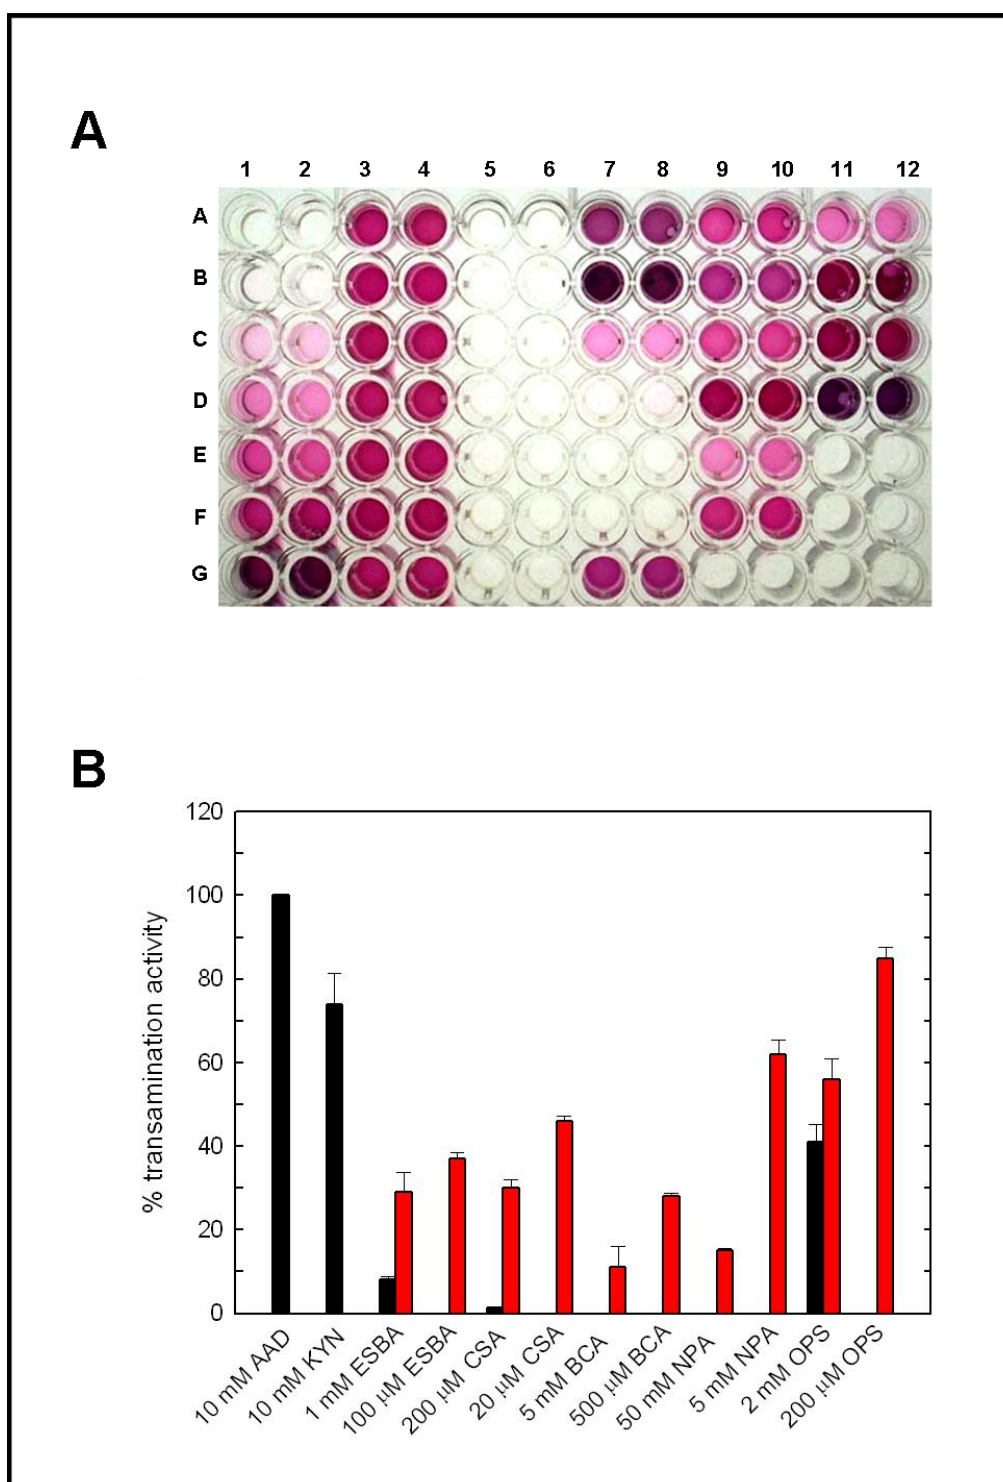 A
1 2 3 4 5 6 7 8 9 10 11 12
A
B
C
D
E
F
G
B
% transamination activity
120
100
80
60
40
20
0
10 mM AAD
10 mM KYN
1 mM ESBA
100 μM ESBA
200 μM CSA
20 μM CSA
5 mM BCA
500 μM BCA
50 mM NPA
5 mM NPA
2 mM OPS
200 μM OPS